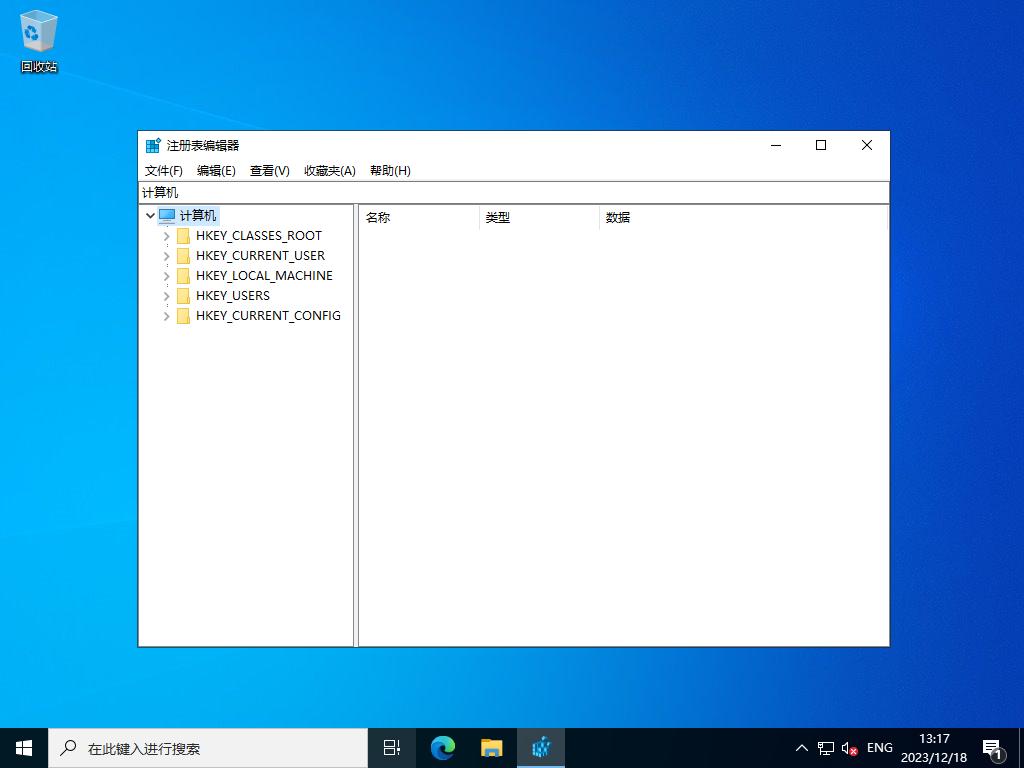 回收站
注册表编辑器
文件(F) 编辑(E) 查看(V) 收藏夹(A) 帮助(H)
计算机
计算机
HKEY_CLASSES_ROOT
HKEY_CURRENT_USER
HKEY_LOCAL_MACHINE
HKEY_USERS
HKEY_CURRENT_CONFIG
名称 类型 数据
在此键入进行搜索
ENG
13:17
2023/12/18
1